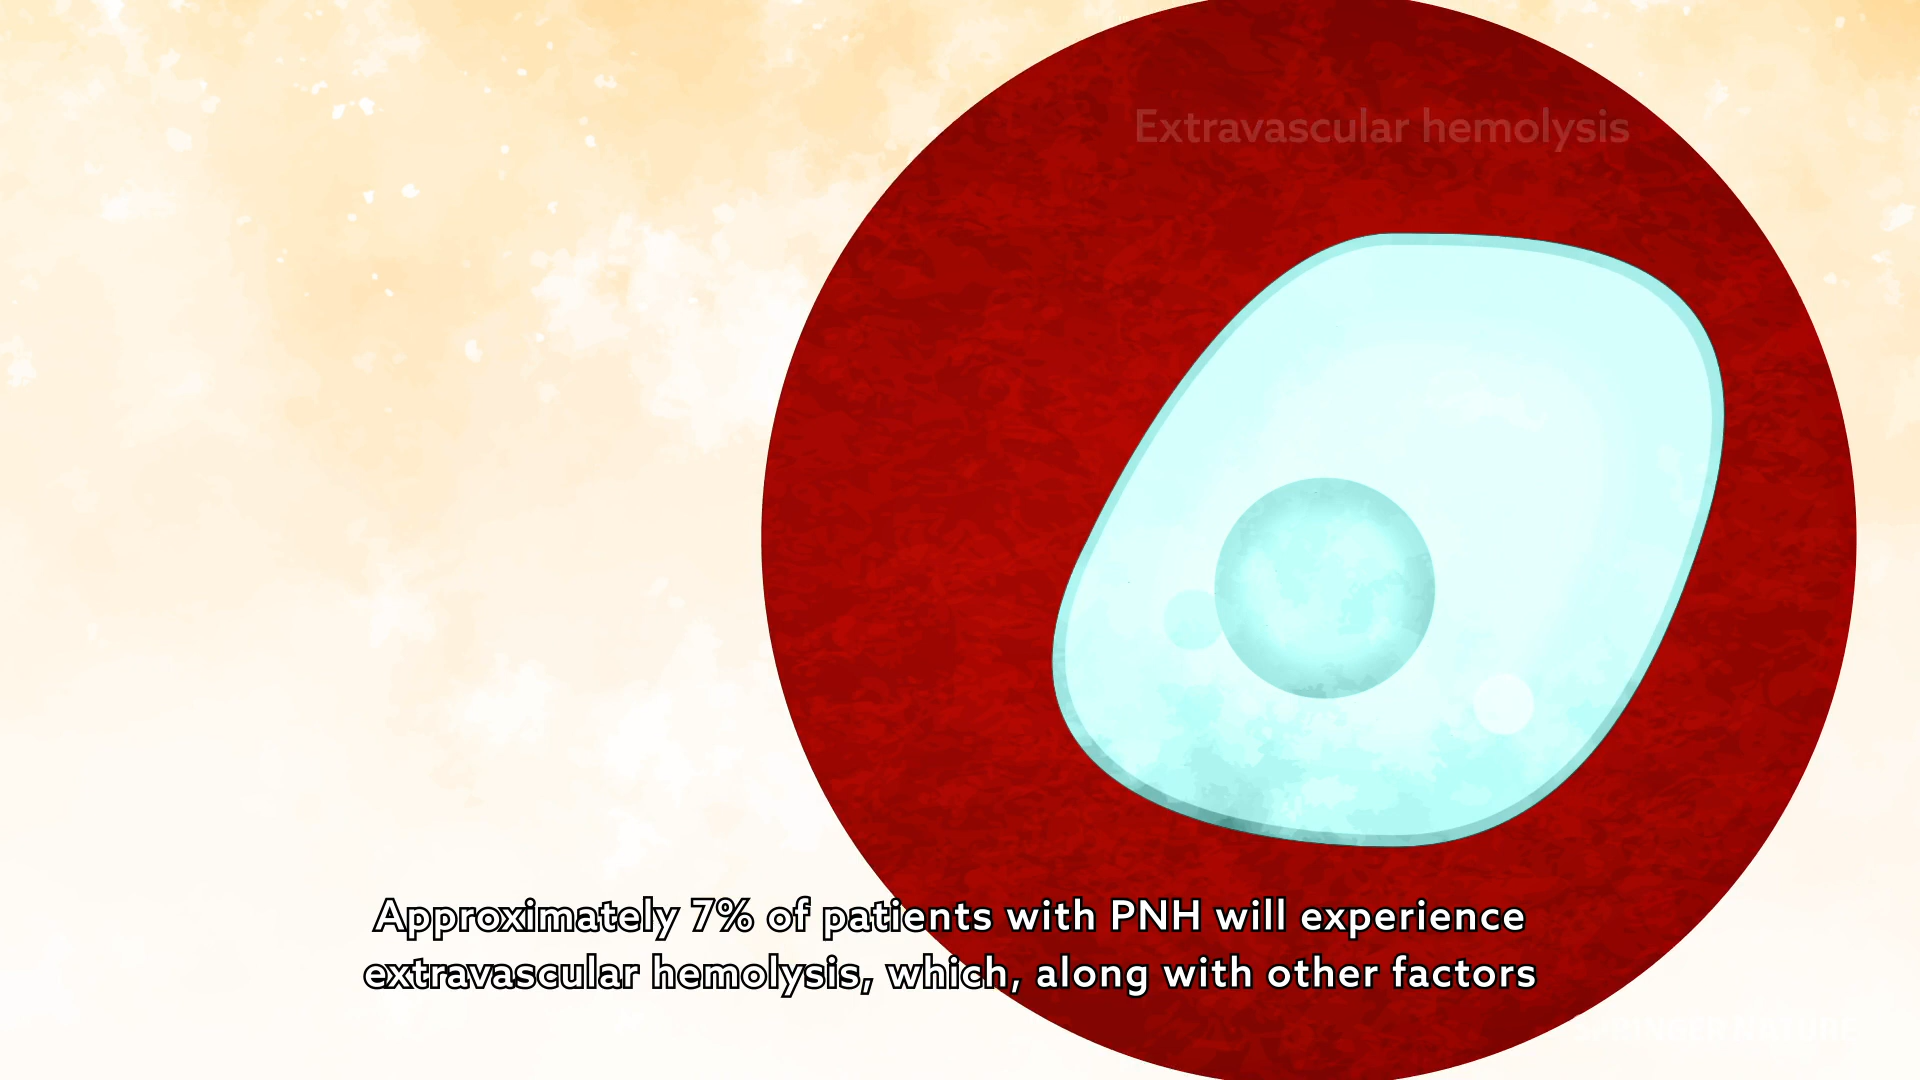 Extravascular hemolysis
Approximately 7% of patients with PNH will experience
extravascular hemolysis, which, along with other factors